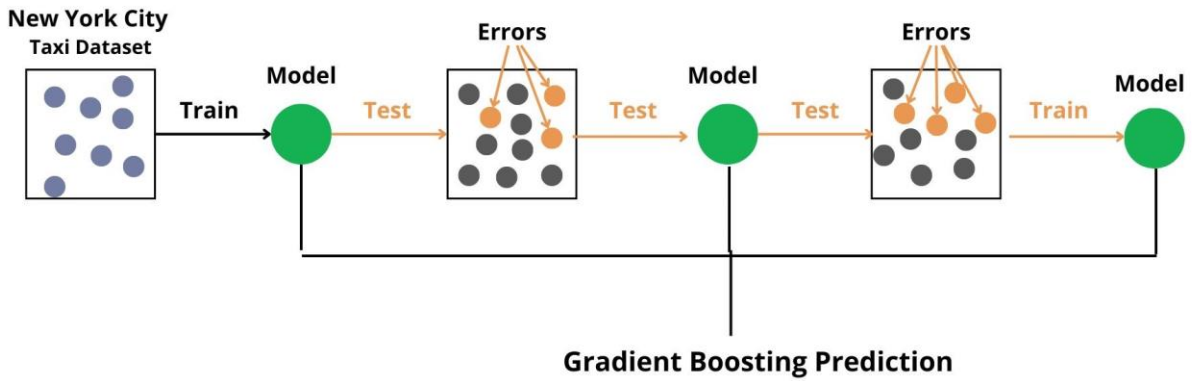 New York City
Taxi Dataset
Train
Model
Test
Errors
Test
Model
Test
Errors
Train
Model
Gradient Boosting Prediction